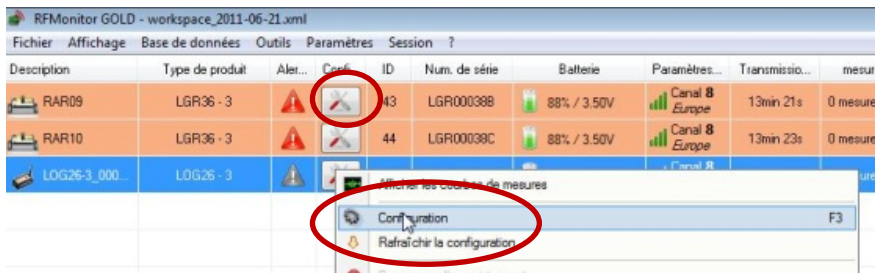 RFMonitor GOLD - workspace_2011-06-21.xml
Fichier Affichage Base de données Outils Paramètres Session ?
Description Type de produit Aler... Confi... ID Num. de série Batterie Paramètres... Transmissio... mesur
RAR09 LGR36 - 3 43 LGR00038B 88% / 3.50V Canal 8 Europe 13min 21s 0 mesure
RAR10 LGR36 - 3 44 LGR00038C 88% / 3.50V Canal 8 Europe 13min 23s 0 mesure
LOG26-3_000... LOG26 - 3 Canal 8
Afficher les courbes de mesures
Configuration F3
Rafraîchir la configuration